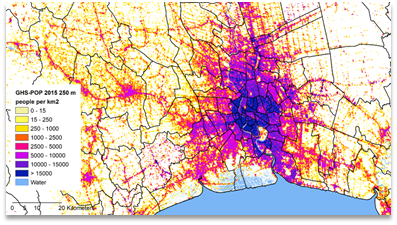 GHS-POP 2015 250 m
people per km2
0 - 15
15 - 250
250 - 1000
1000 - 2500
2500 - 5000
5000 - 10000
10000 - 15000
> 15000
Water
0 5 10 20 Kilometers